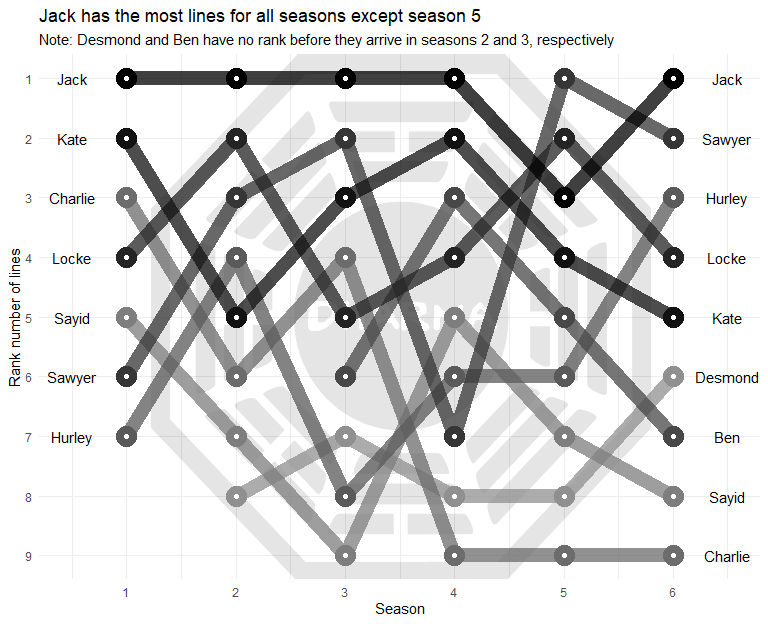 Jack has the most lines for all seasons except season 5
Note: Desmond and Ben have no rank before they arrive in seasons 2 and 3, respectively
Rank number of lines
1 Jack Jack
2 Kate Sawyer
3 Charlie Hurley
4 Locke Locke
5 Sayid Kate
6 Sawyer Desmond
7 Hurley Ben
8 Sayid
9 Charlie
1 2 3 4 5 6
Season